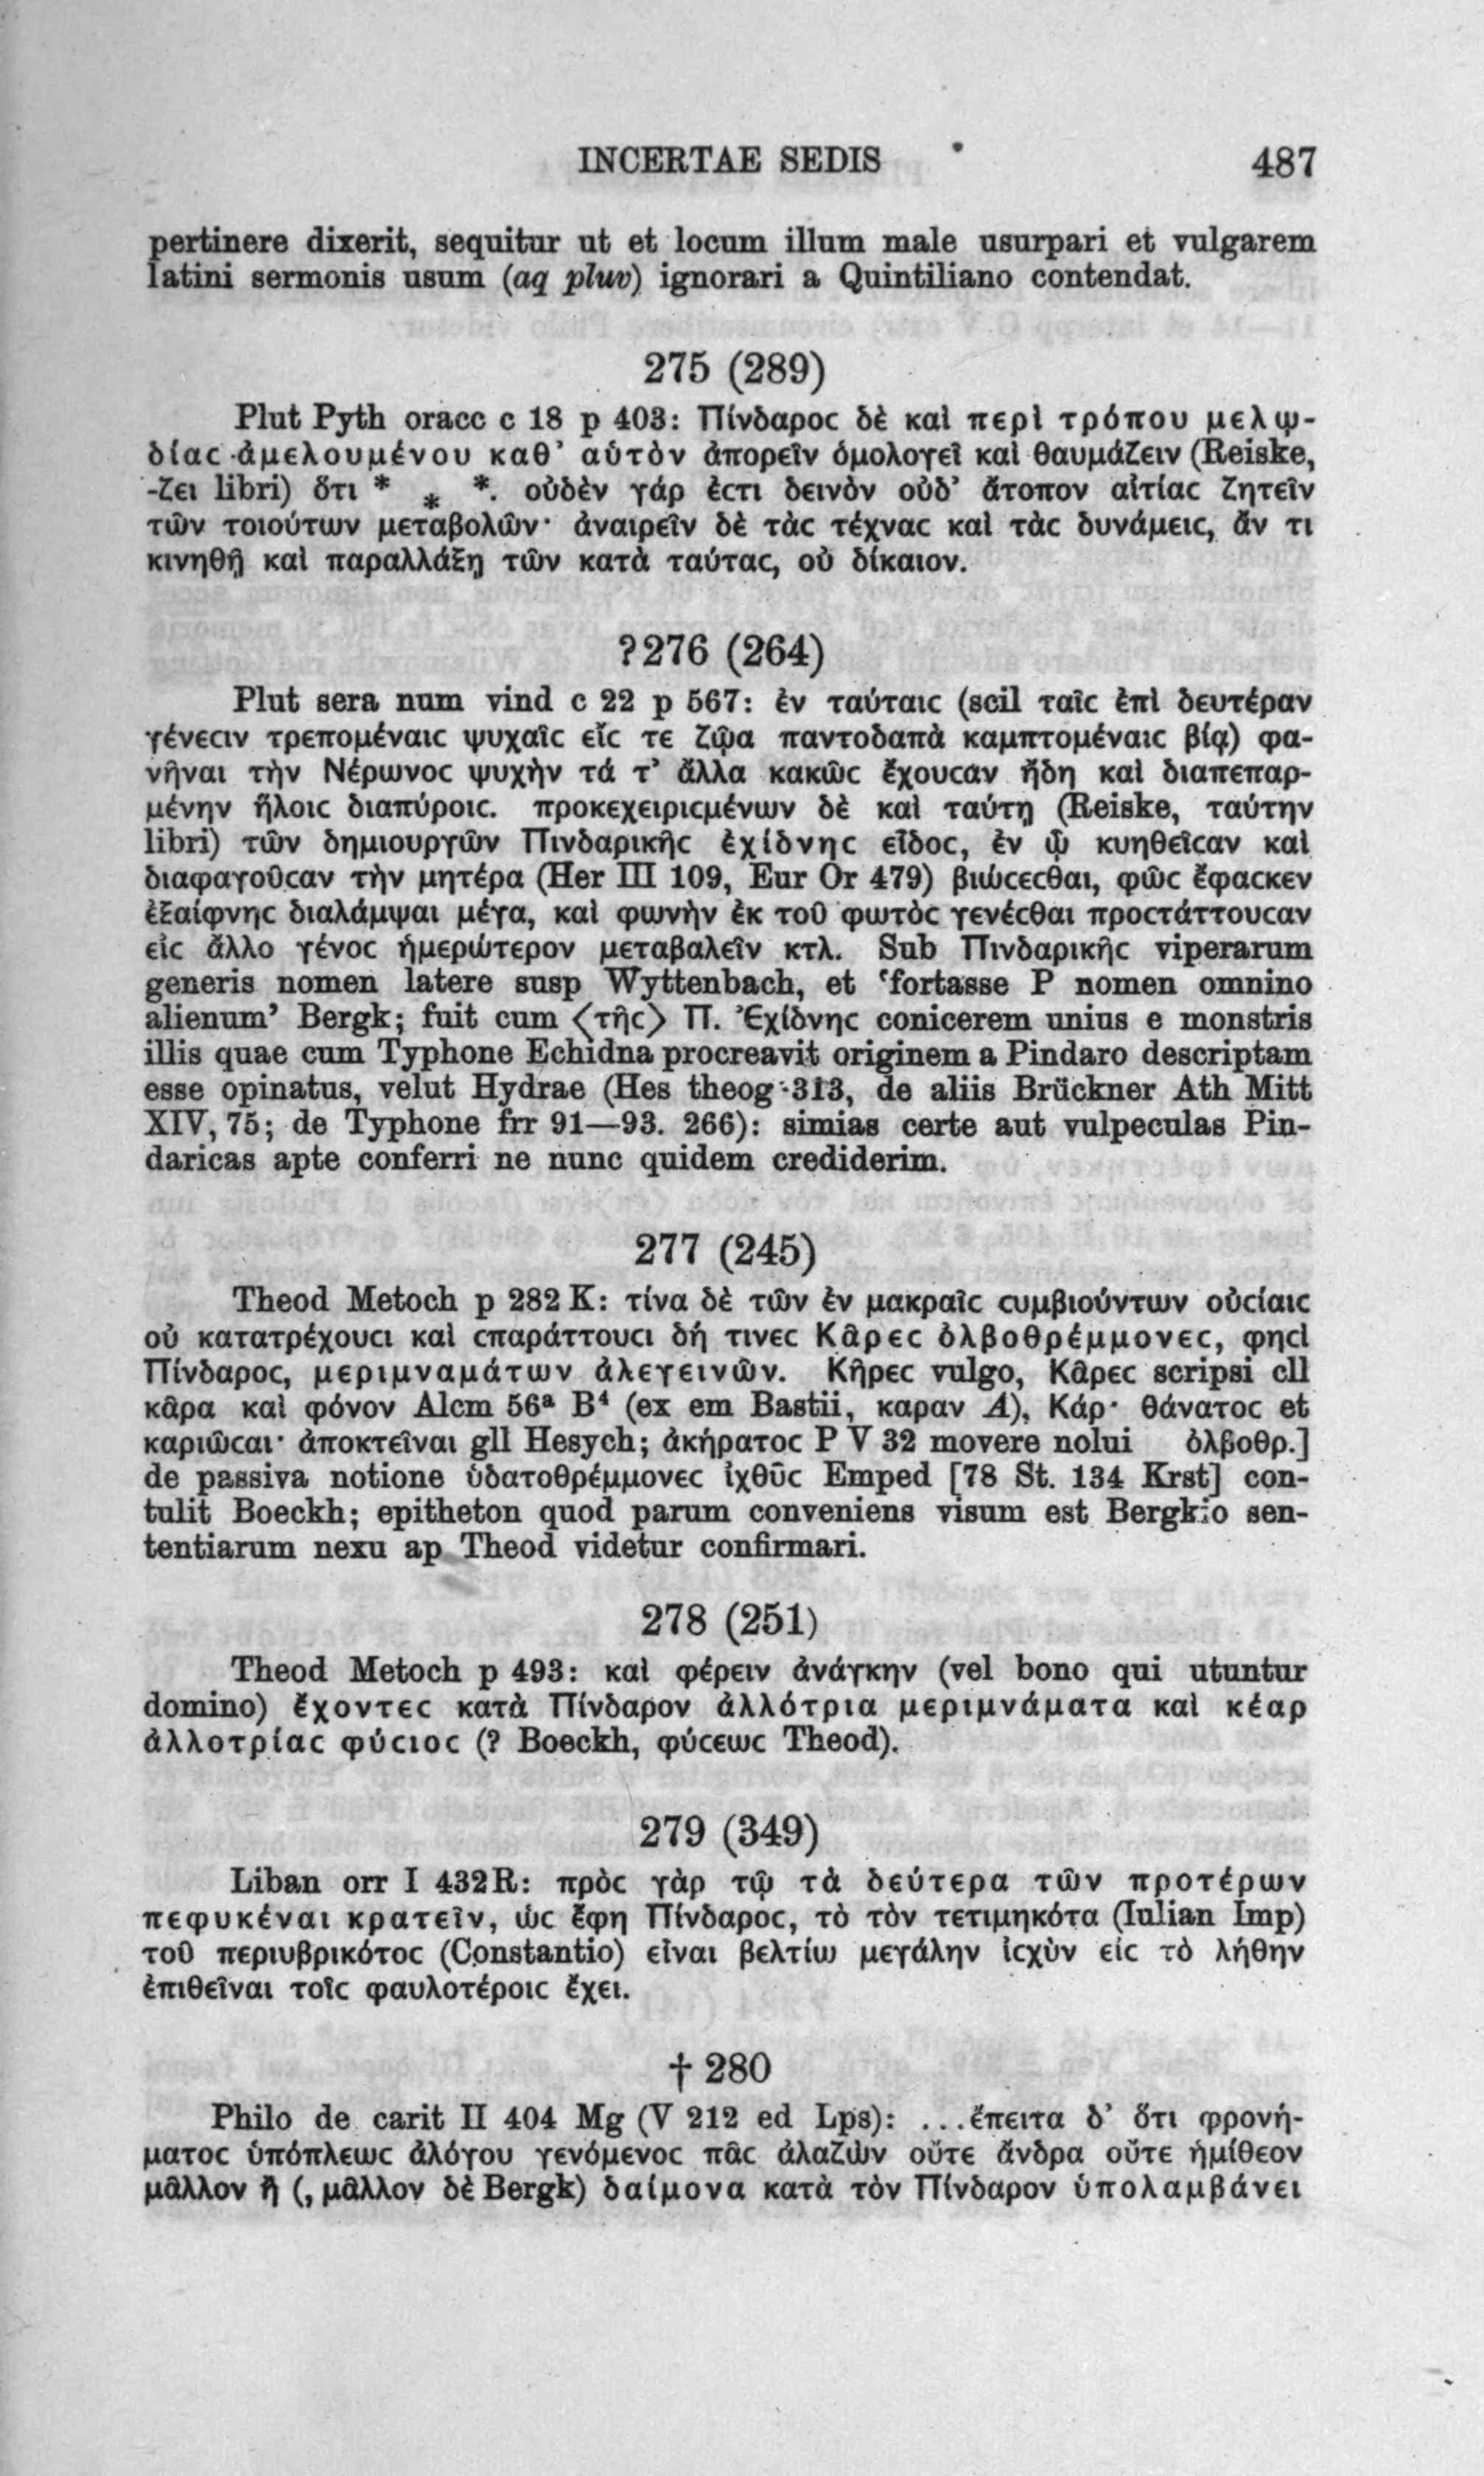 INCERTAE SEDIS 487
pertinere dixerit, sequitur ut et locum illum male usurpari et vulgarem
latini sermonis usum (aq pluv) ignorari a Quintiliano contendat.
275 (289)
Plut Pyth oracc c 18 p 403: Πίνδαροϲ δὲ καὶ περὶ τρόπου μελῳ-
δίαϲ ἀμελουμένου καθ' αὑτὸν ἀπορεῖν ὁμολογεῖ καὶ θαυμάζειν (Reiske,
-ζει libri) ὅτι * * *. οὐδὲν γάρ ἐϲτι δεινὸν οὐδ' ἄτοπον αἰτίαϲ ζητεῖν
τῶν τοιούτων μεταβολῶν· ἀναιρεῖν δὲ τὰϲ τέχναϲ καὶ τὰϲ δυνάμειϲ, ἄν τι
κινηθῇ καὶ παραλλάξῃ τῶν κατὰ ταύταϲ, οὐ δίκαιον.
?276 (264)
Plut sera num vind c 22 p 567: ἐν ταύταιϲ (scil ταῖϲ ἐπὶ δευτέραν
γένεϲιν τρεπομέναιϲ ψυχαῖϲ εἴϲ τε ζῷα παντοδαπὰ καμπτομέναιϲ βίᾳ) φα-
νῆναι τὴν Νέρωνοϲ ψυχὴν τά τ' ἄλλα κακῶϲ ἔχουϲαν ἤδη καὶ διαπεπαρ-
μένην ἥλοιϲ διαπύροιϲ. προκεχειριϲμένων δὲ καὶ ταύτῃ (Reiske, ταύτην
libri) τῶν δημιουργῶν Πινδαρικῆϲ ἐχίδνηϲ εἶδοϲ, ἐν ᾧ κυηθεῖϲαν καὶ
διαφαγοῦϲαν τὴν μητέρα (Her III 109, Eur Or 479) βιώϲεϲθαι, φῶϲ ἔφαϲκεν
ἐξαίφνηϲ διαλάμψαι μέγα, καὶ φωνὴν ἐκ τοῦ φωτὸϲ γενέϲθαι προϲτάττουϲαν
εἰϲ ἄλλο γένοϲ ἡμερώτερον μεταβαλεῖν κτλ. Sub Πινδαρικῆϲ viperarum
generis nomen latere susp Wyttenbach, et ‘fortasse P nomen omnino
alienum’ Bergk; fuit cum ⟨τῆϲ⟩ Π. Ἐχίδνηϲ conicerem unius e monstris
illis quae cum Typhone Echidna procreavit originem a Pindaro descriptam
esse opinatus, velut Hydrae (Hes theog 313, de aliis Brückner Ath Mitt
XIV, 75; de Typhone frr 91—93. 266): simias certe aut vulpeculas Pin-
daricas apte conferri ne nunc quidem crediderim.
277 (245)
Theod Metoch p 282 K: τίνα δὲ τῶν ἐν μακραῖϲ ϲυμβιούντων οὐϲίαιϲ
οὐ κατατρέχουϲι καὶ ϲπαράττουϲι δή τινεϲ Κᾶρεϲ ὀλβοθρέμμονεϲ, φηϲὶ
Πίνδαροϲ, μεριμναμάτων ἀλεγεινῶν. Κῆρεϲ vulgo, Κᾶρεϲ scripsi cll
κᾶρα καὶ φόνον Alcm 56ᵃ B⁴ (ex em Bastii, καραν A), Κάρ· θάνατοϲ et
καριῶϲαι· ἀποκτεῖναι gll Hesych; ἀκήρατοϲ P V 32 movere nolui ὀλβοθρ.]
de passiva notione ὑδατοθρέμμονεϲ ἰχθῦϲ Emped [78 St. 134 Krst] con-
tulit Boeckh; epitheton quod parum conveniens visum est Bergkio sen-
tentiarum nexu ap Theod videtur confirmari.
278 (251)
Theod Metoch p 493: καὶ φέρειν ἀνάγκην (vel bono qui utuntur
domino) ἔχοντεϲ κατὰ Πίνδαρον ἀλλότρια μεριμνάματα καὶ κέαρ
ἀλλοτρίαϲ φύϲιοϲ (? Boeckh, φύϲεωϲ Theod).
279 (349)
Liban orr I 432R: πρὸϲ γὰρ τῷ τὰ δεύτερα τῶν προτέρων
πεφυκέναι κρατεῖν, ὡϲ ἔφη Πίνδαροϲ, τὸ τὸν τετιμηκότα (Iulian Imp)
τοῦ περιυβρικότοϲ (Constantio) εἶναι βελτίω μεγάλην ἰϲχὺν εἰϲ τὸ λήθην
ἐπιθεῖναι τοῖϲ φαυλοτέροιϲ ἔχει.
† 280
Philo de carit II 404 Mg (V 212 ed Lps): ...ἔπειτα δ' ὅτι φρονή-
ματοϲ ὑπόπλεωϲ ἀλόγου γενόμενοϲ πᾶϲ ἀλαζὼν οὔτε ἄνδρα οὔτε ἡμίθεον
μᾶλλον ἢ (, μᾶλλον δὲ Bergk) δαίμονα κατὰ τὸν Πίνδαρον ὑπολαμβάνει